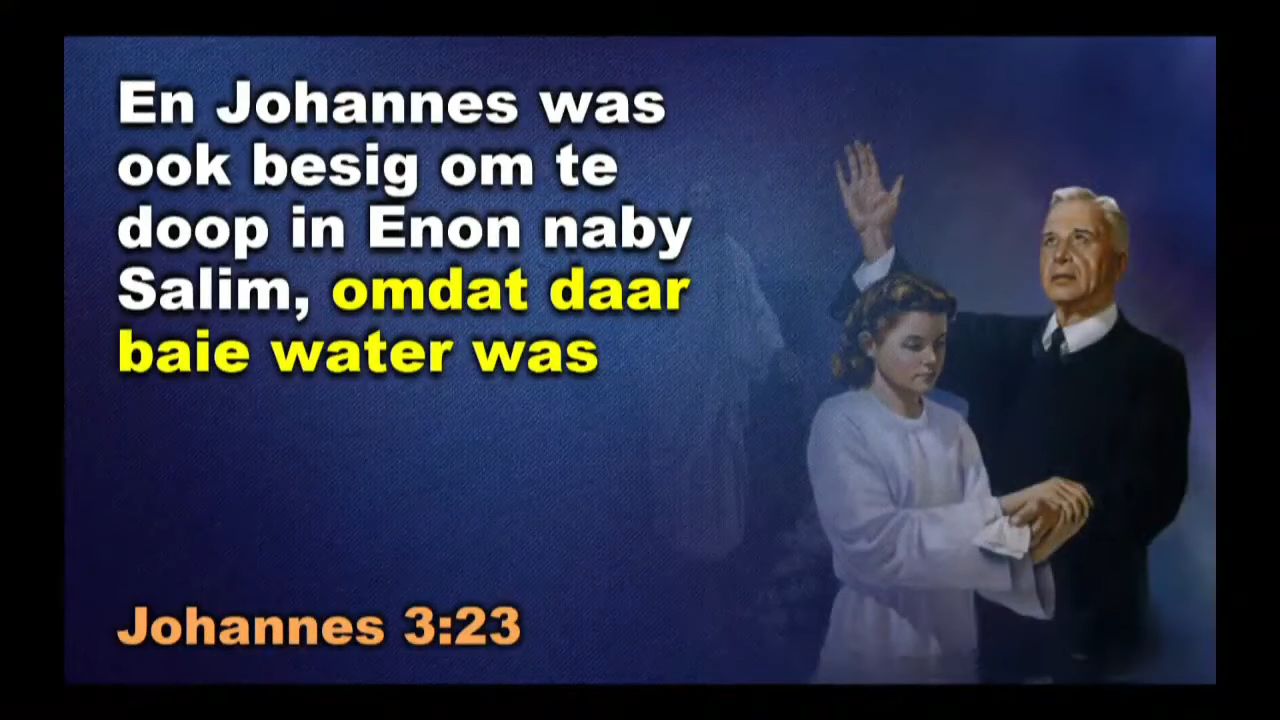 En Johannes was
ook besig om te
doop in Enon naby
Salim, omdat daar
baie water was
Johannes 3:23